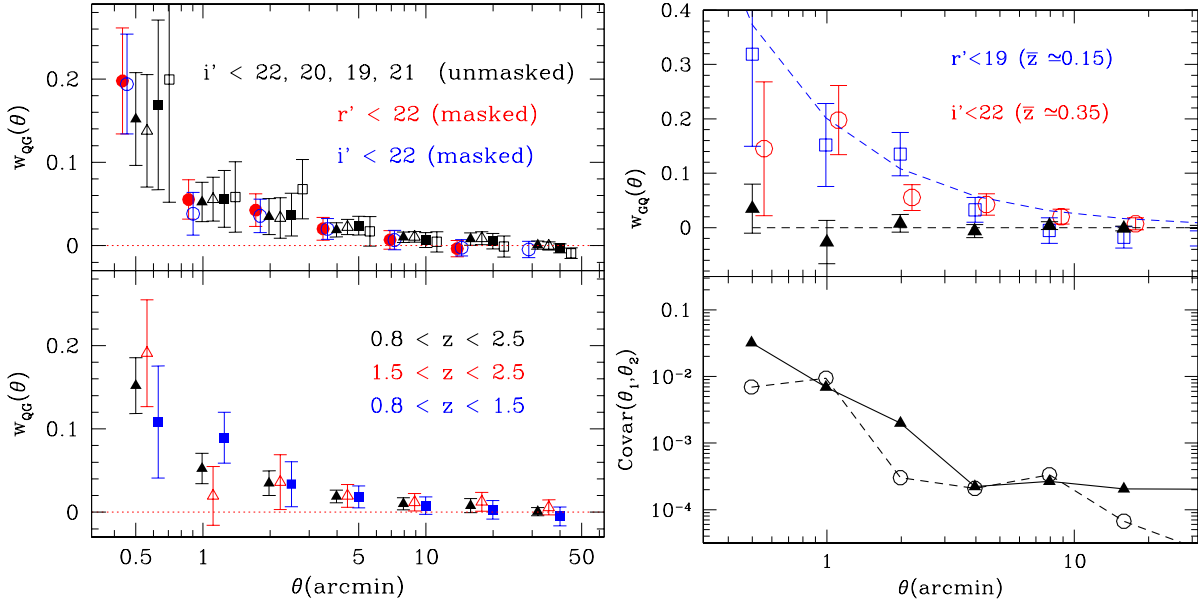 w_QG(θ)
0.2
0.1
0
i' < 22, 20, 19, 21 (unmasked)
r' < 22 (masked)
i' < 22 (masked)
w_QG(θ)
0.2
0.1
0
0.8 < z < 2.5
1.5 < z < 2.5
0.8 < z < 1.5
0.5 1 5 10 45
θ(arcmin)
w_GQ(θ)
0.4
0.3
0.2
0.1
0
r'<19 (z̅ ≃0.15)
i'<22 (z̅ ≃0.35)
Covar(θ₁,θ₂)
0.1
10⁻²
10⁻³
10⁻⁴
1 10
θ(arcmin)